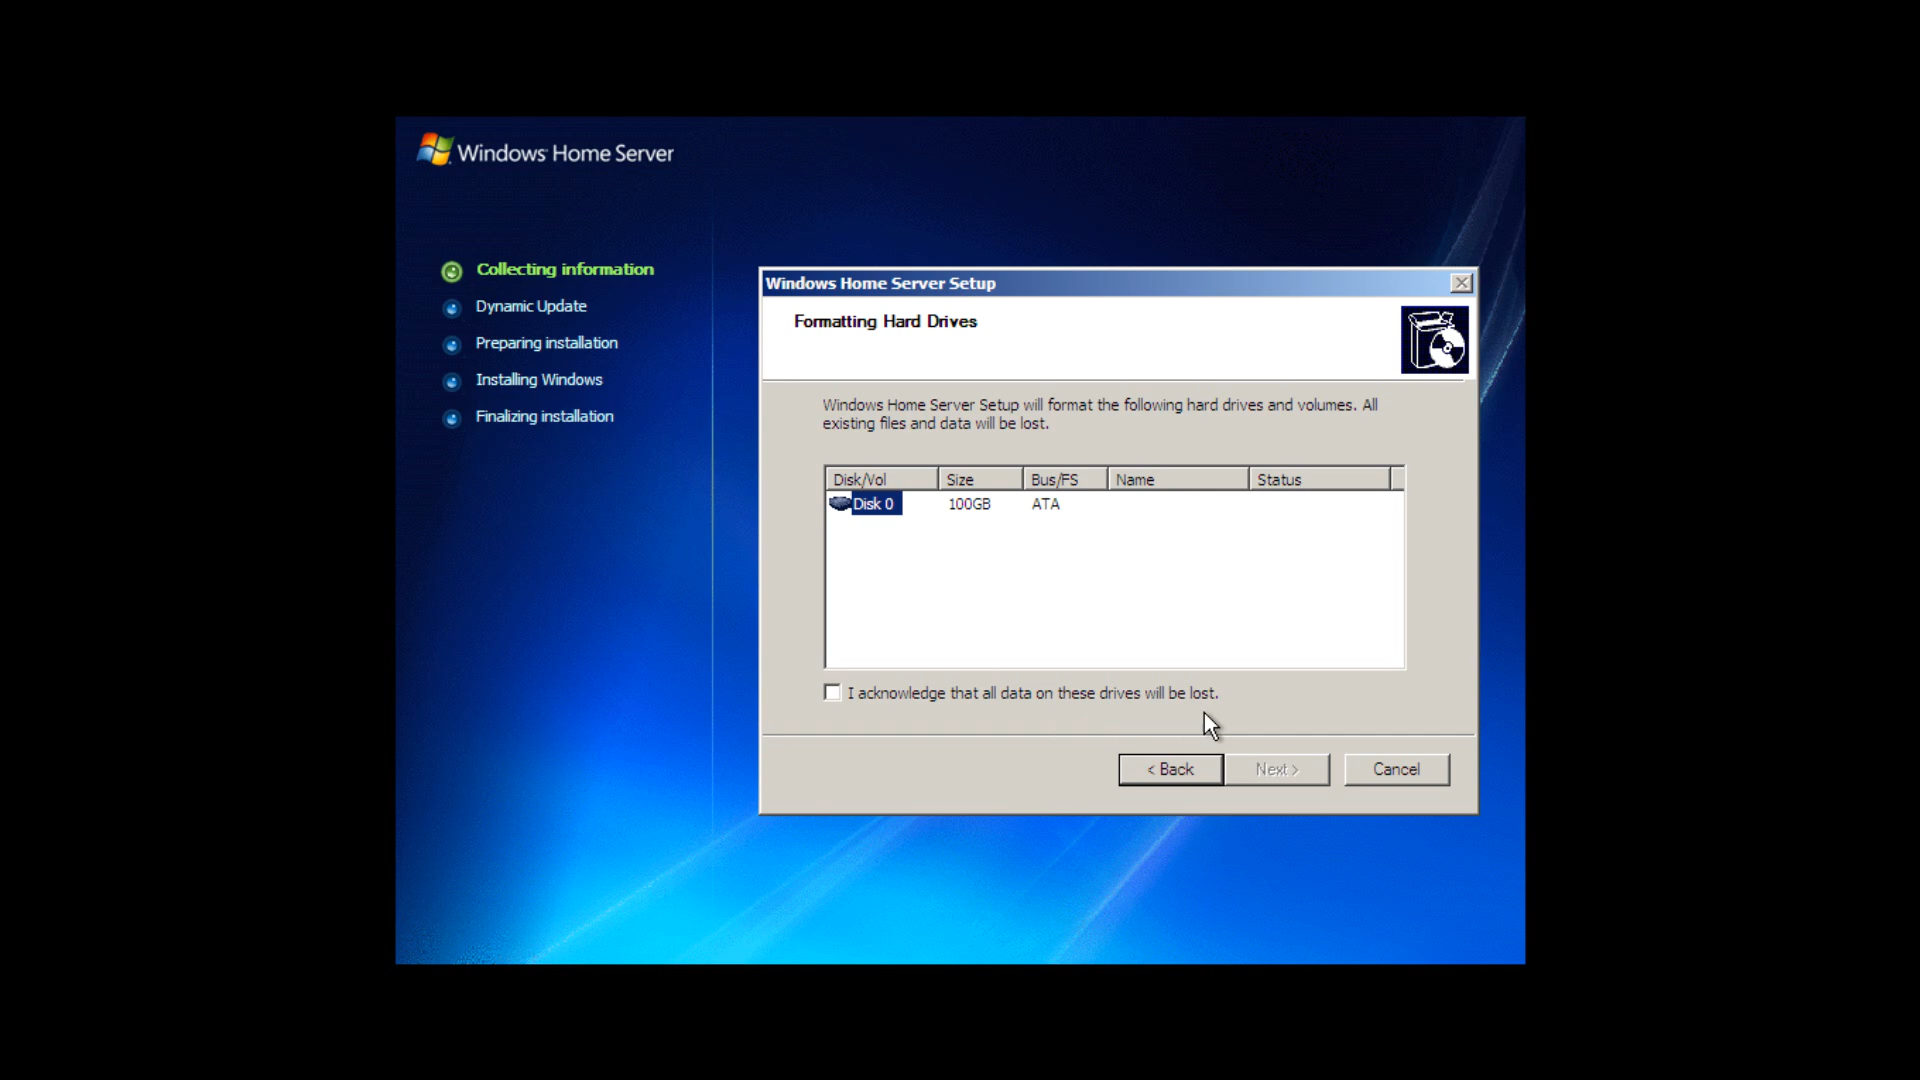 Windows Home Server
Collecting information
Dynamic Update
Preparing installation
Installing Windows
Finalizing installation
Windows Home Server Setup
Formatting Hard Drives
Windows Home Server Setup will format the following hard drives and volumes. All
existing files and data will be lost.
Disk/Vol Size Bus/FS Name Status
Disk 0 100GB ATA
I acknowledge that all data on these drives will be lost.
< Back Next > Cancel